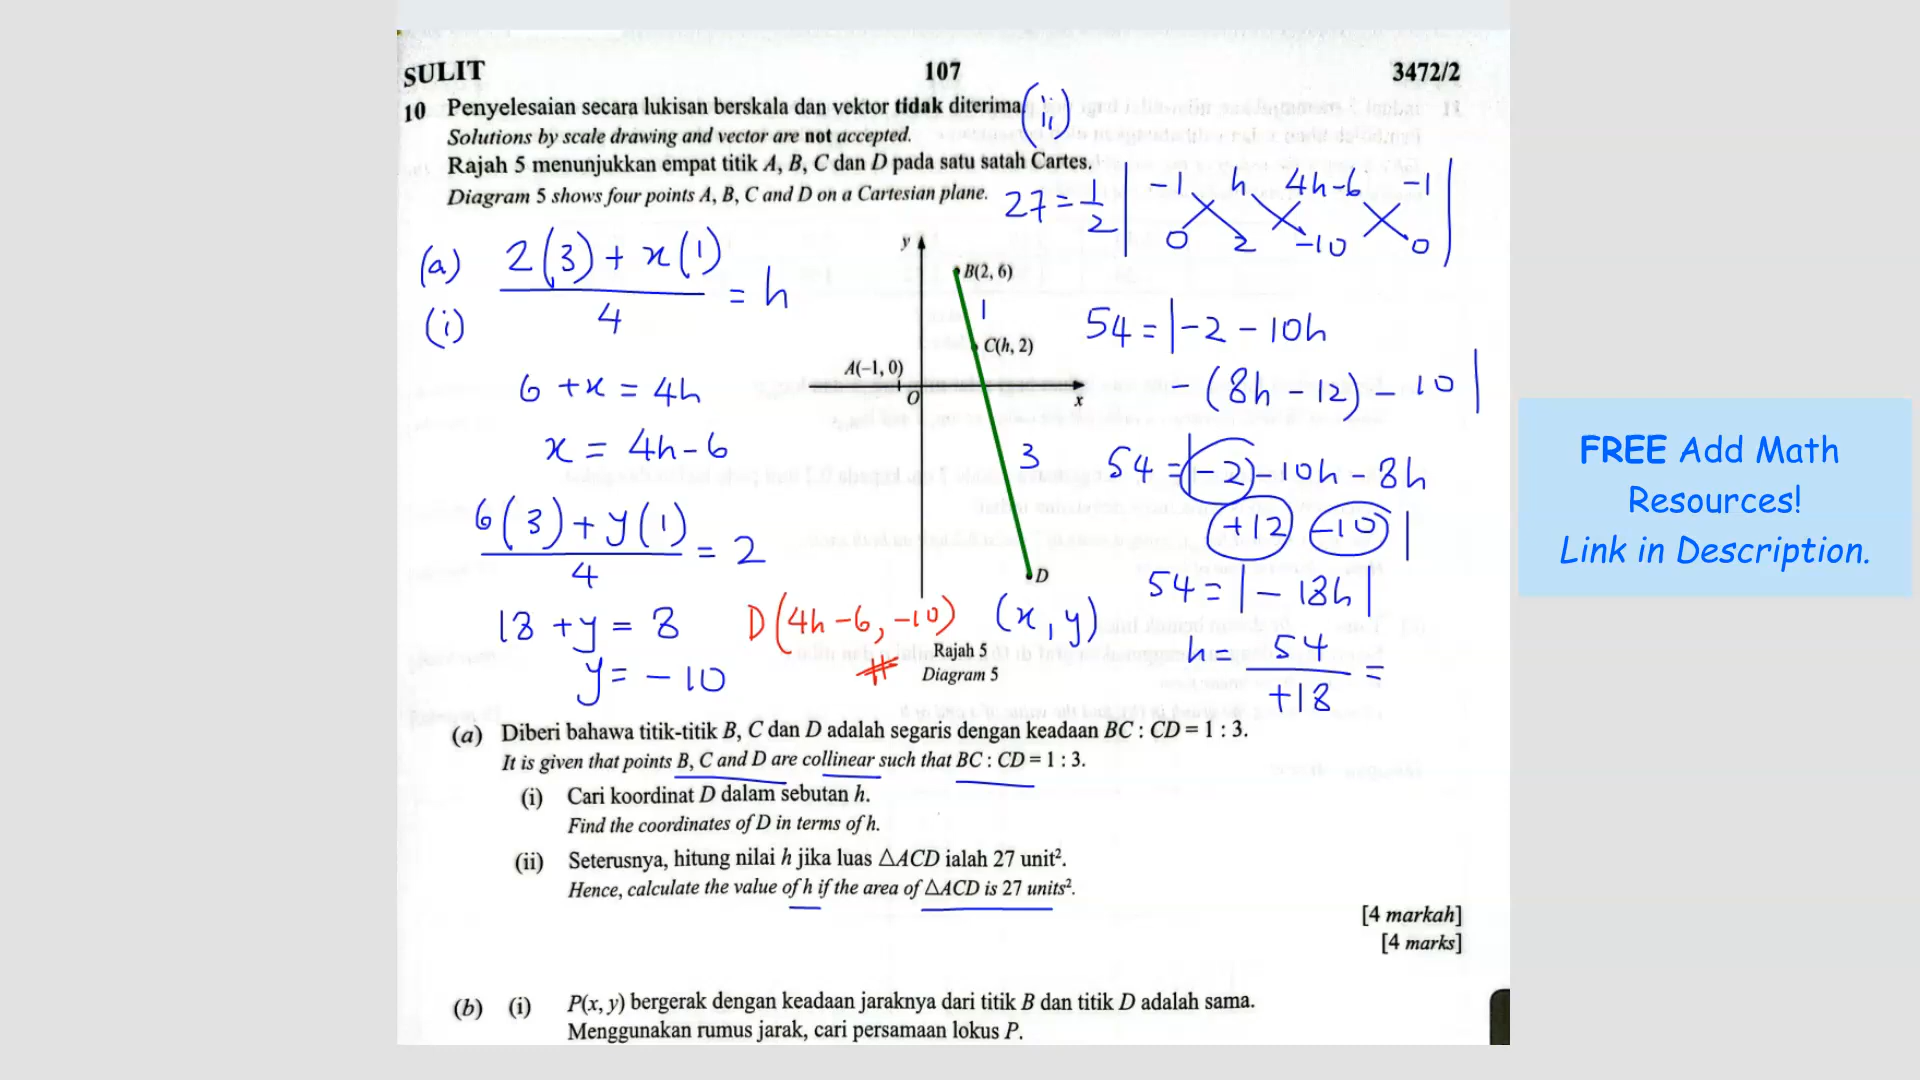 SULIT 107 3472/2
10 Penyelesaian secara lukisan berskala dan vektor tidak diterima
Solutions by scale drawing and vector are not accepted.
Rajah 5 menunjukkan empat titik A, B, C dan D pada satu satah Cartes.
Diagram 5 shows four points A, B, C and D on a Cartesian plane.
(a) (i)
2(3) + x(1) / 4 = h
6 + x = 4h
x = 4h - 6
6(3) + y(1) / 4 = 2
18 + y = 8
y = -10
D(4h - 6, -10)
y
B(2, 6)
1
C(h, 2)
A(-1, 0)
O
x
3
D
(x, y)
Rajah 5
Diagram 5
(ii)
27 = 1/2 | -1 h 4h-6 -1 |
0 2 -10 0
54 = | -2 - 10h
- (8h - 12) - 10 |
54 = | -2 - 10h - 8h
+12 -10 |
54 = | - 18h |
h = 54 / +18 =
(a) Diberi bahawa titik-titik B, C dan D adalah segaris dengan keadaan BC : CD = 1 : 3.
It is given that points B, C and D are collinear such that BC : CD = 1 : 3.
(i) Cari koordinat D dalam sebutan h.
Find the coordinates of D in terms of h.
(ii) Seterusnya, hitung nilai h jika luas △ACD ialah 27 unit².
Hence, calculate the value of h if the area of △ACD is 27 units².
[4 markah]
[4 marks]
(b) (i) P(x, y) bergerak dengan keadaan jaraknya dari titik B dan titik D adalah sama.
Menggunakan rumus jarak, cari persamaan lokus P.
FREE Add Math
Resources!
Link in Description.